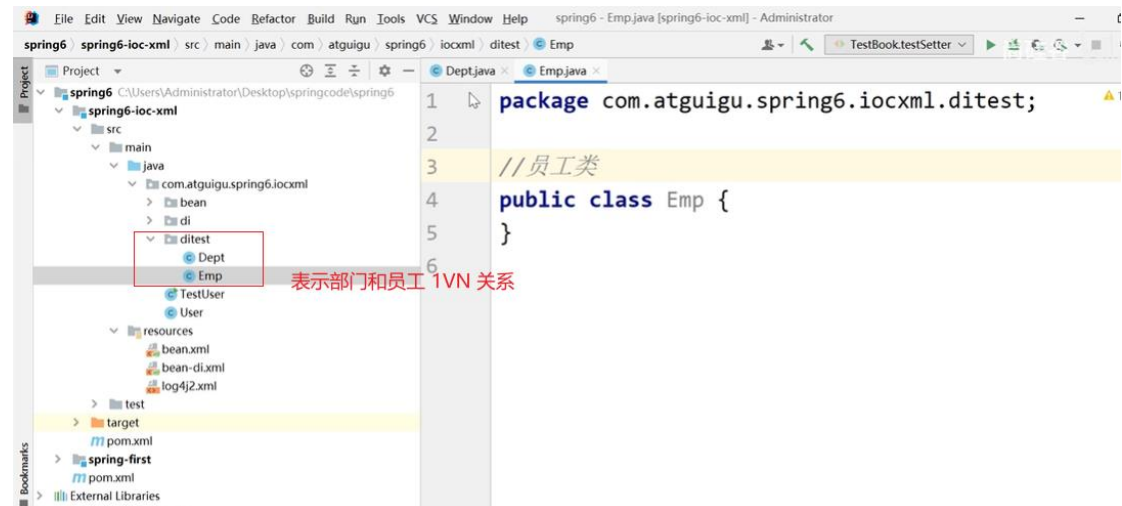 File Edit View Navigate Code Refactor Build Run Tools VCS Window Help spring6 - Emp.java [spring6-ioc-xml] - Administrator
spring6 spring6-ioc-xml src main java com atguigu spring6 iocxml ditest Emp TestBook.testSetter
Project
Project
Dept.java
Emp.java
spring6 C:\Users\Administrator\Desktop\springcode\spring6
spring6-ioc-xml
src
main
java
com.atguigu.spring6.iocxml
bean
di
ditest
Dept
Emp
TestUser
User
resources
bean.xml
bean-di.xml
log4j2.xml
test
target
pom.xml
spring-first
pom.xml
External Libraries
Bookmarks
表示部门和员工 1VN 关系
1 package com.atguigu.spring6.iocxml.ditest;
2
3 //员工类
4 public class Emp {
5 }
6